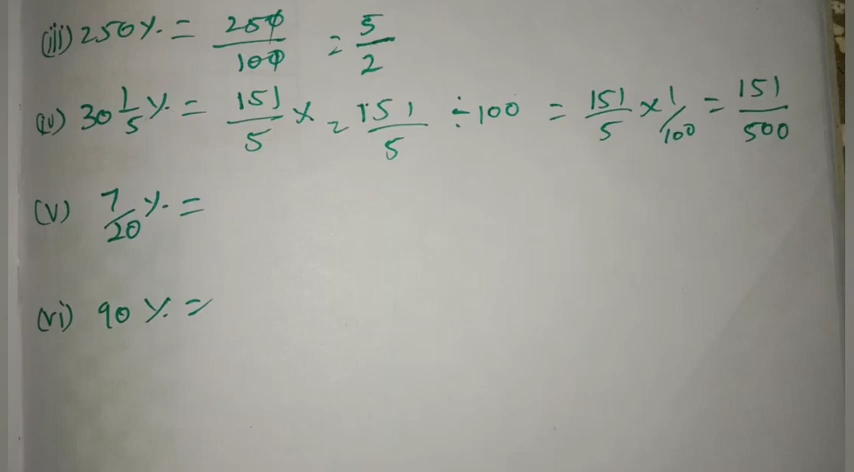 (iii) 250 % = 250/100 = 5/2
(iv) 30 1/5 % = 151/5 % = 151/5 ÷ 100 = 151/5 × 1/100 = 151/500
(v) 7/20 % =
(vi) 90 % =